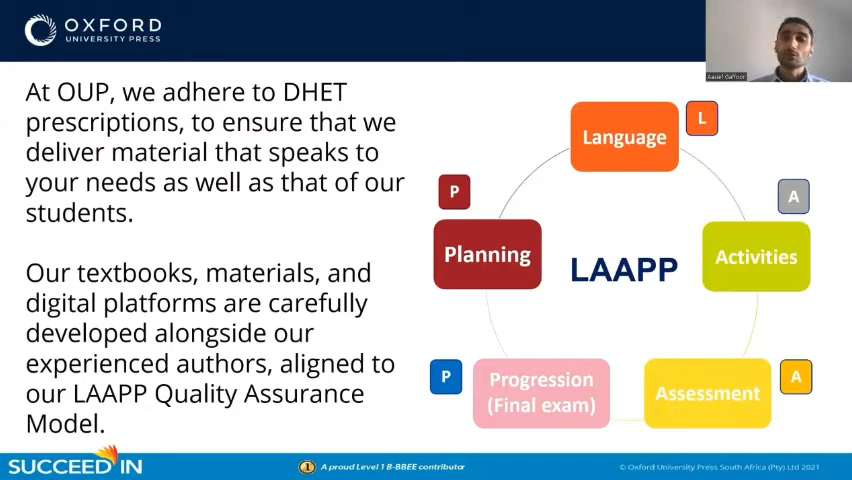 OXFORD
UNIVERSITY PRESS
Aasief Gaffoor
At OUP, we adhere to DHET
prescriptions, to ensure that we
deliver material that speaks to
your needs as well as that of our
students.
Our textbooks, materials, and
digital platforms are carefully
developed alongside our
experienced authors, aligned to
our LAAPP Quality Assurance
Model.
Language
L
P
A
Planning
LAAPP
Activities
P
Progression
(Final exam)
Assessment
A
SUCCEED IN
1 A proud Level 1 B-BBEE contributor
© Oxford University Press South Africa (Pty) Ltd 2021